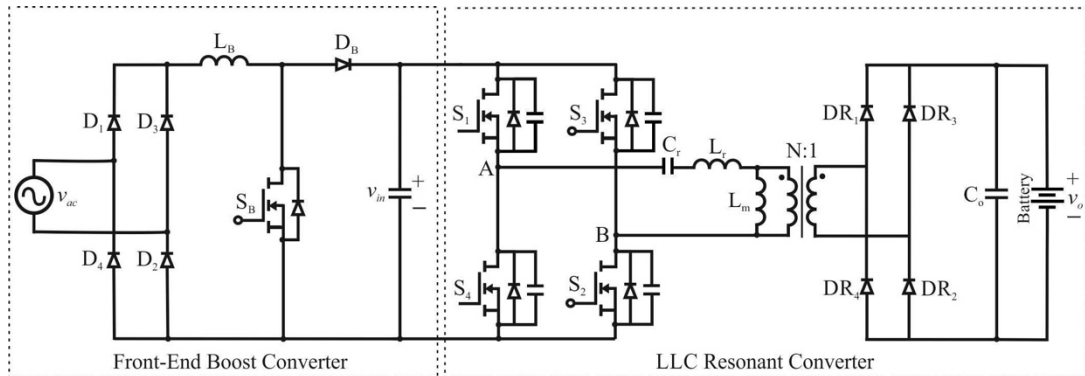 L_B
D_B
D_1
D_3
S_1
S_3
C_r
L_r
N:1
DR_1
DR_3
A
v_ac
S_B
v_in
+
−
L_m
C_o
Battery
+
v_o
−
B
D_4
D_2
S_4
S_2
DR_4
DR_2
Front-End Boost Converter
LLC Resonant Converter